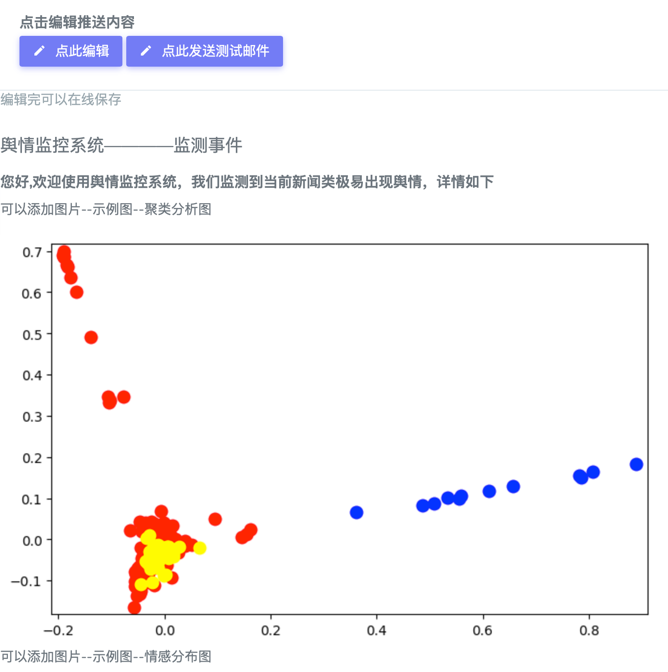 点击编辑推送内容
点此编辑 点此发送测试邮件
编辑完可以在线保存
舆情监控系统————监测事件
您好,欢迎使用舆情监控系统，我们监测到当前新闻类极易出现舆情，详情如下
可以添加图片--示例图--聚类分析图
0.7
0.6
0.5
0.4
0.3
0.2
0.1
0.0
−0.1
−0.2 0.0 0.2 0.4 0.6 0.8
可以添加图片--示例图--情感分布图